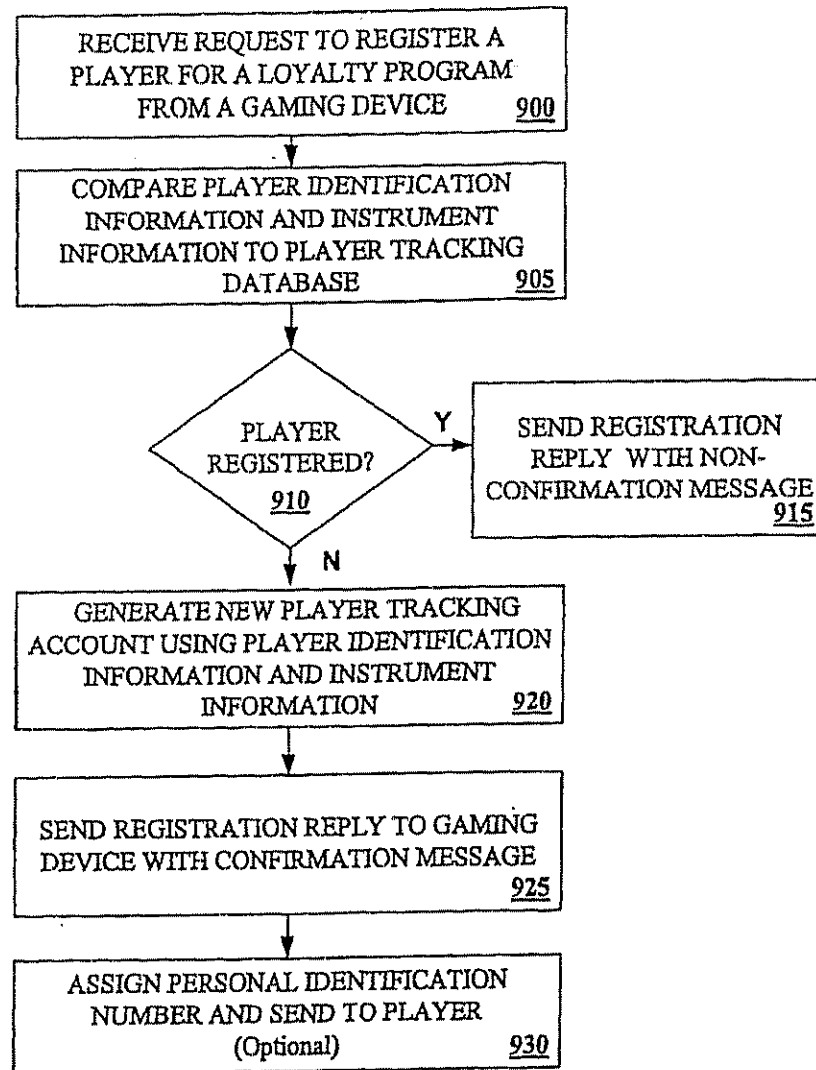 RECEIVE REQUEST TO REGISTER A
PLAYER FOR A LOYALTY PROGRAM
FROM A GAMING DEVICE 900
COMPARE PLAYER IDENTIFICATION
INFORMATION AND INSTRUMENT
INFORMATION TO PLAYER TRACKING
DATABASE 905
PLAYER
REGISTERED?
910
Y
SEND REGISTRATION
REPLY WITH NON-
CONFIRMATION MESSAGE
915
N
GENERATE NEW PLAYER TRACKING
ACCOUNT USING PLAYER IDENTIFICATION
INFORMATION AND INSTRUMENT
INFORMATION 920
SEND REGISTRATION REPLY TO GAMING
DEVICE WITH CONFIRMATION MESSAGE
925
ASSIGN PERSONAL IDENTIFICATION
NUMBER AND SEND TO PLAYER
(Optional) 930